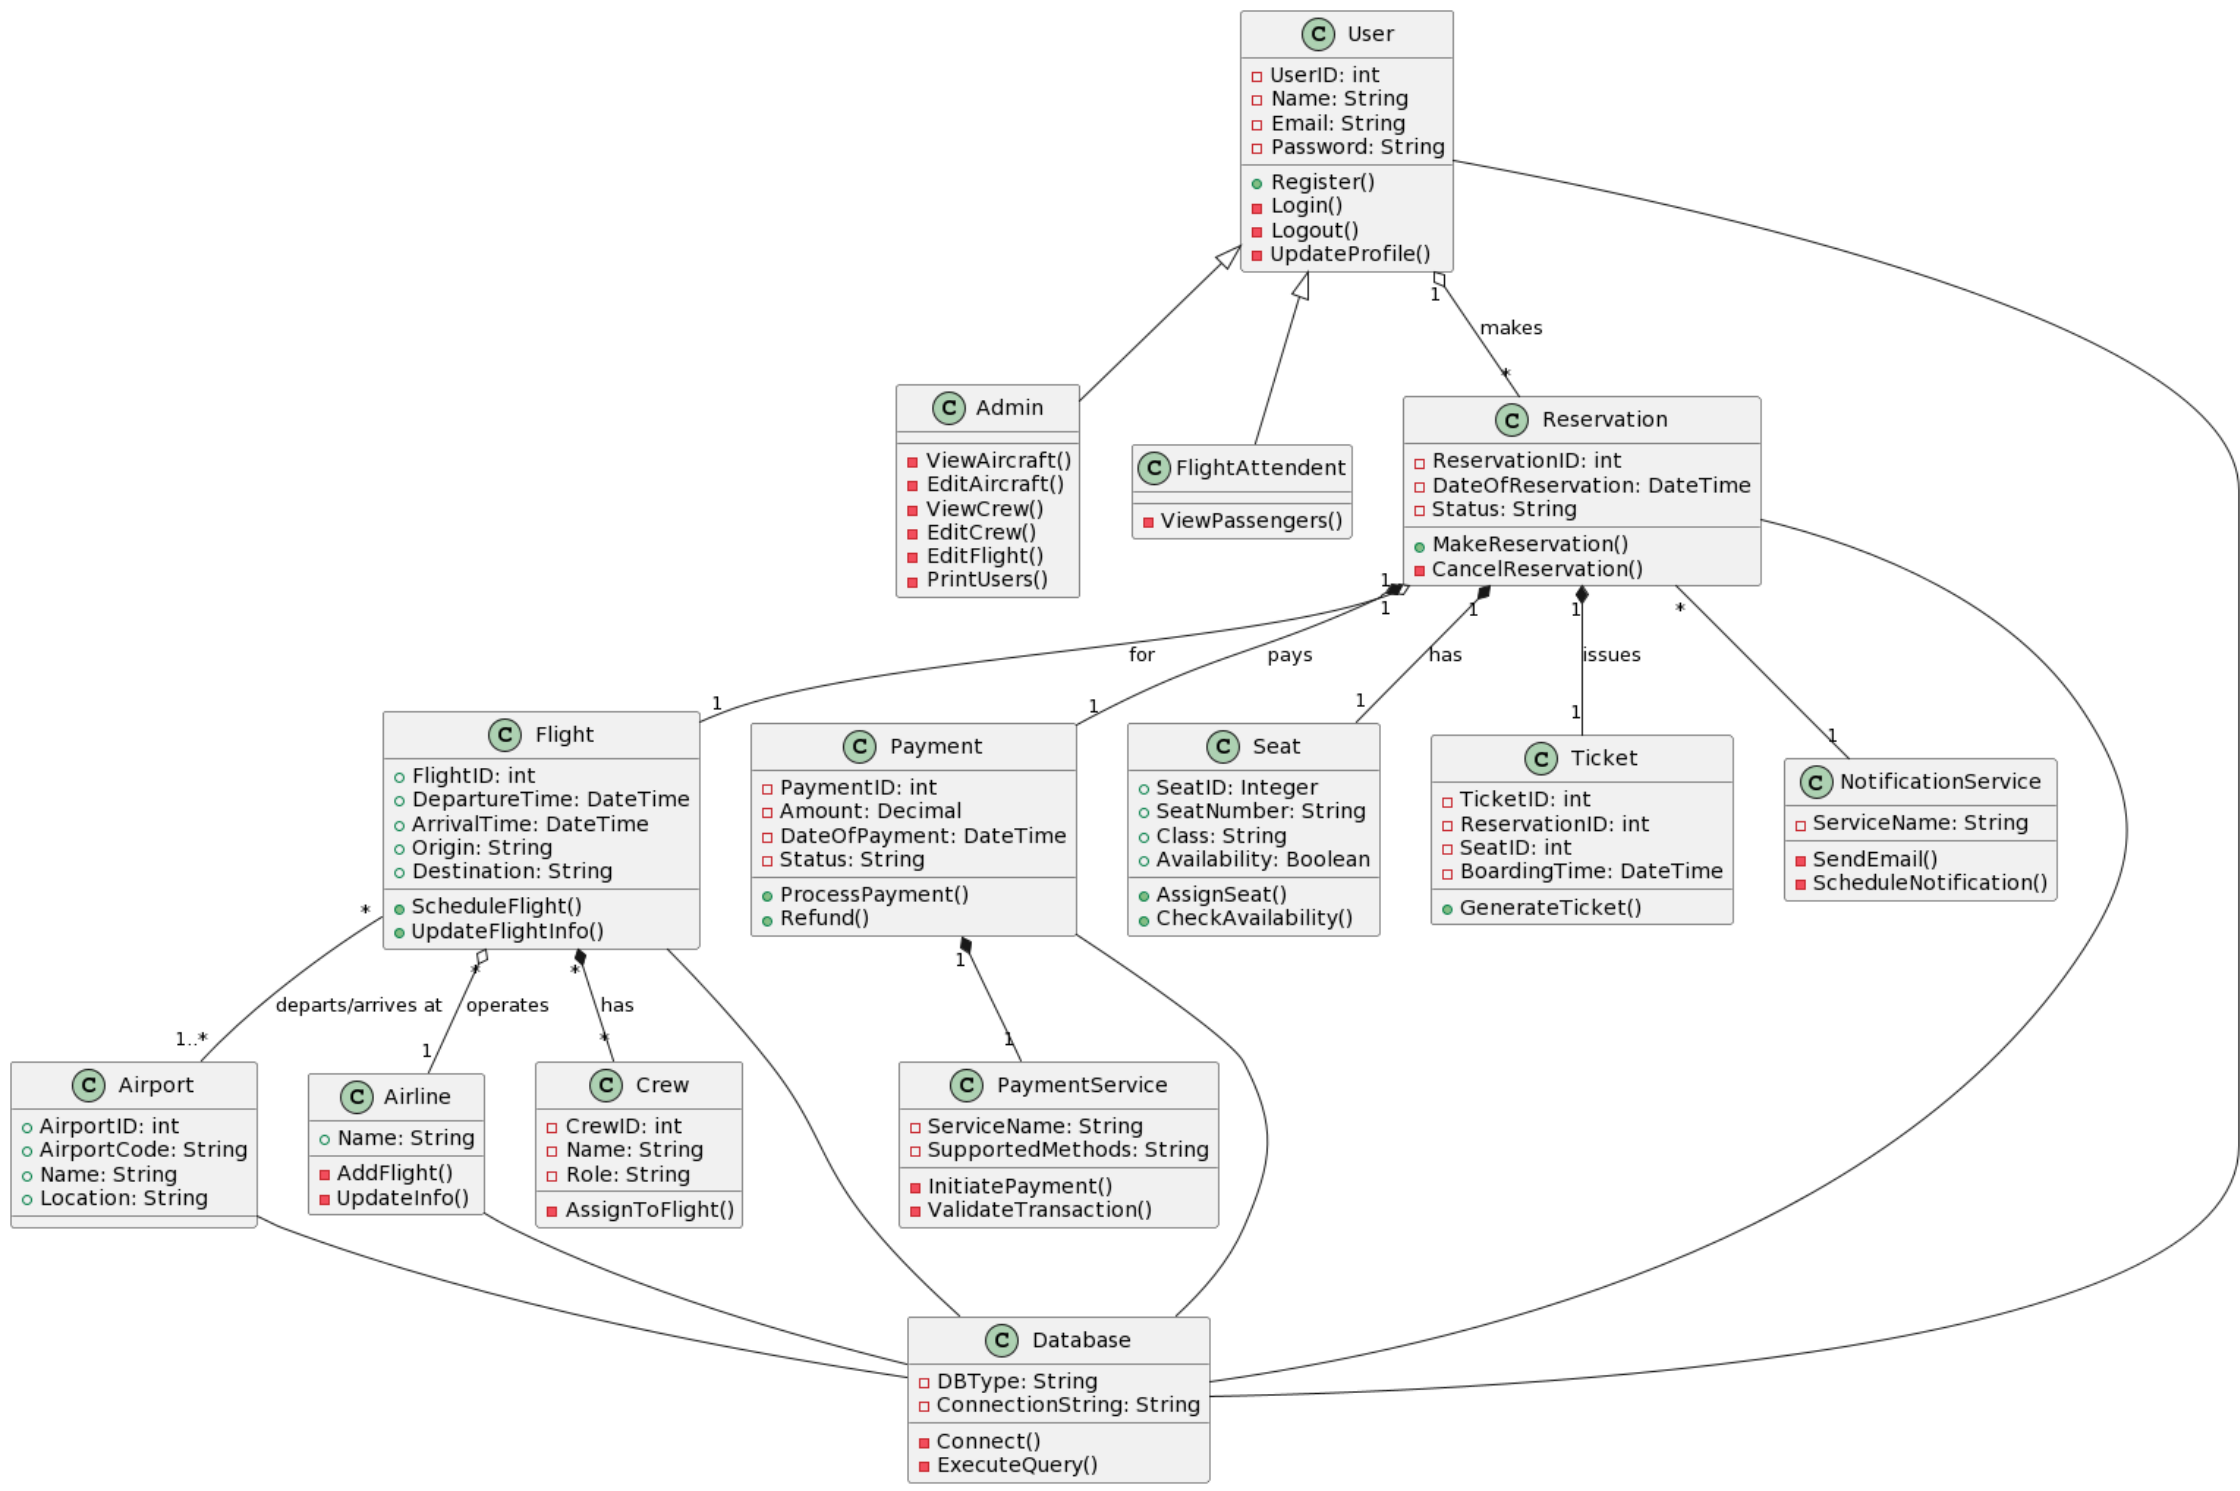 C User
UserID: int
Name: String
Email: String
Password: String
Register()
Login()
Logout()
UpdateProfile()
1
makes
*
C Admin
ViewAircraft()
EditAircraft()
ViewCrew()
EditCrew()
EditFlight()
PrintUsers()
C FlightAttendent
ViewPassengers()
C Reservation
ReservationID: int
DateOfReservation: DateTime
Status: String
MakeReservation()
CancelReservation()
1
1
1
1
*
for
pays
has
issues
1
1
1
1
1
C Flight
FlightID: int
DepartureTime: DateTime
ArrivalTime: DateTime
Origin: String
Destination: String
ScheduleFlight()
UpdateFlightInfo()
C Payment
PaymentID: int
Amount: Decimal
DateOfPayment: DateTime
Status: String
ProcessPayment()
Refund()
C Seat
SeatID: Integer
SeatNumber: String
Class: String
Availability: Boolean
AssignSeat()
CheckAvailability()
C Ticket
TicketID: int
ReservationID: int
SeatID: int
BoardingTime: DateTime
GenerateTicket()
C NotificationService
ServiceName: String
SendEmail()
ScheduleNotification()
*
*
*
1
departs/arrives at
operates
has
1..*
1
*
1
C Airport
AirportID: int
AirportCode: String
Name: String
Location: String
C Airline
Name: String
AddFlight()
UpdateInfo()
C Crew
CrewID: int
Name: String
Role: String
AssignToFlight()
C PaymentService
ServiceName: String
SupportedMethods: String
InitiatePayment()
ValidateTransaction()
C Database
DBType: String
ConnectionString: String
Connect()
ExecuteQuery()